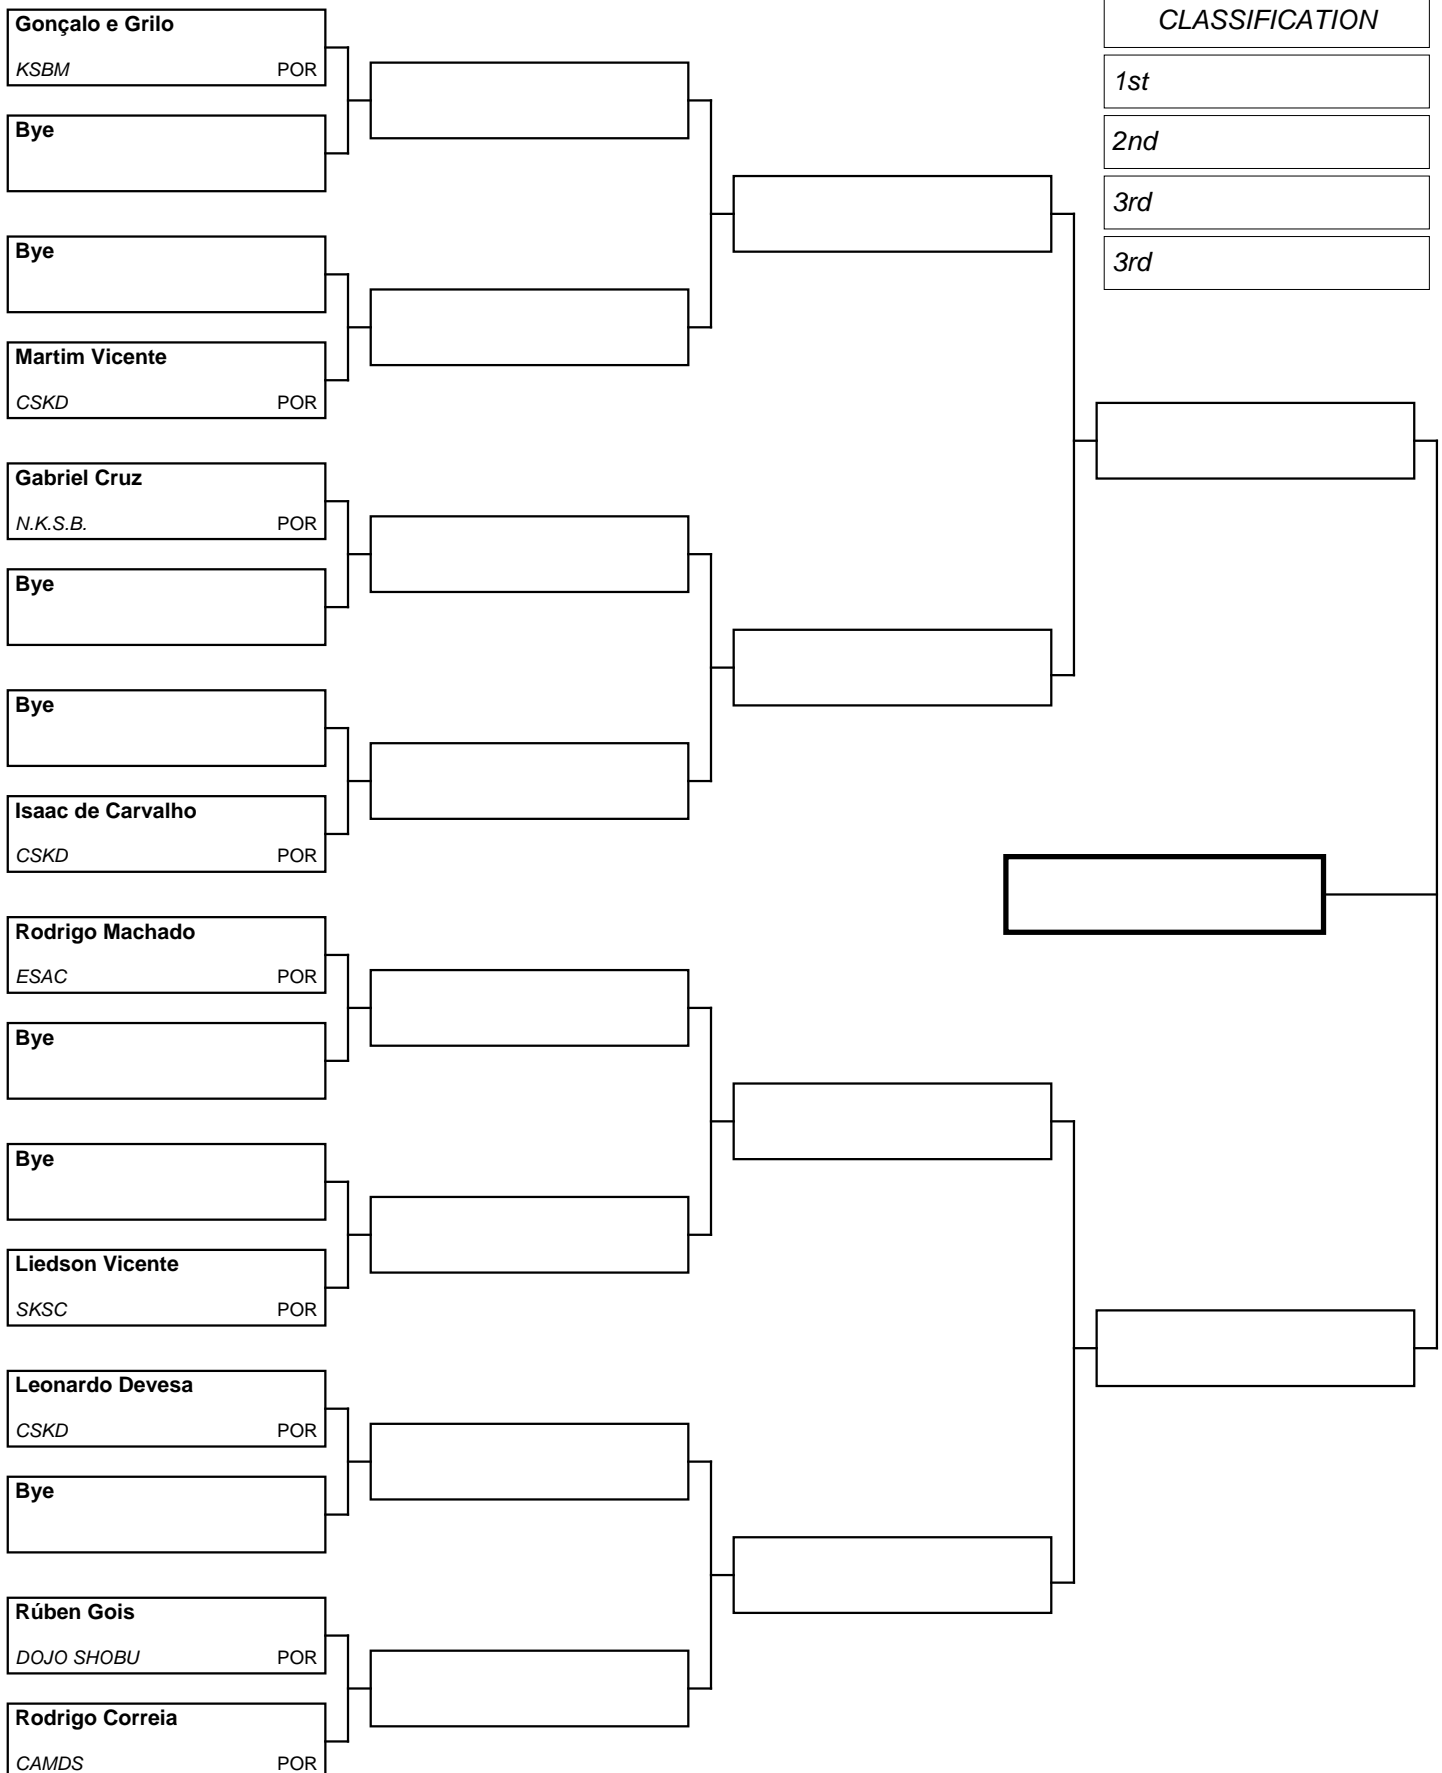 Gonçalo e Grilo
KSBM POR
Bye
Bye
Martim Vicente
CSKD POR
Gabriel Cruz
N.K.S.B. POR
Bye
Bye
Isaac de Carvalho
CSKD POR
Rodrigo Machado
ESAC POR
Bye
Bye
Liedson Vicente
SKSC POR
Leonardo Devesa
CSKD POR
Bye
Rúben Gois
DOJO SHOBU POR
Rodrigo Correia
CAMDS POR
CLASSIFICATION
1st
2nd
3rd
3rd